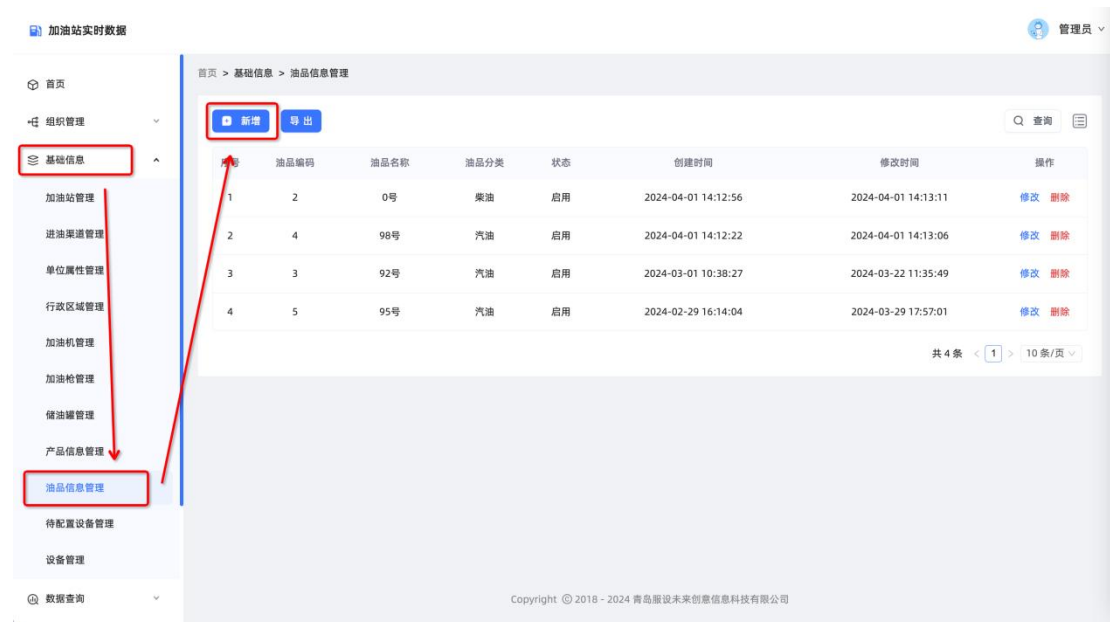 加油站实时数据
管理员
首页
组织管理
基础信息
加油站管理
进油渠道管理
单位属性管理
行政区域管理
加油机管理
加油枪管理
储油罐管理
产品信息管理
油品信息管理
待配置设备管理
设备管理
数据查询
首页 > 基础信息 > 油品信息管理
新增 导出 查询
序号 油品编码 油品名称 油品分类 状态 创建时间 修改时间 操作
1 2 0号 柴油 启用 2024-04-01 14:12:56 2024-04-01 14:13:11 修改 删除
2 4 98号 汽油 启用 2024-04-01 14:12:22 2024-04-01 14:13:06 修改 删除
3 3 92号 汽油 启用 2024-03-01 10:38:27 2024-03-22 11:35:49 修改 删除
4 5 95号 汽油 启用 2024-02-29 16:14:04 2024-03-29 17:57:01 修改 删除
共 4 条 < 1 > 10 条/页
Copyright © 2018 - 2024 青岛服设未来创意信息科技有限公司